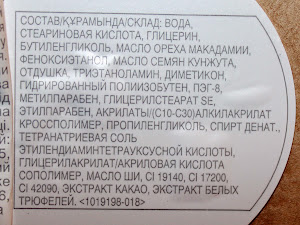 СОСТАВ/ҚҰРАМЫНДА/СКЛАД: ВОДА,
СТЕАРИНОВАЯ КИСЛОТА, ГЛИЦЕРИН,
БУТИЛЕНГЛИКОЛЬ, МАСЛО ОРЕХА МАКАДАМИИ,
ФЕНОКСИЭТАНОЛ, МАСЛО СЕМЯН КУНЖУТА,
ОТДУШКА, ТРИЭТАНОЛАМИН, ДИМЕТИКОН,
ГИДРИРОВАННЫЙ ПОЛИИЗОБУТЕН, ПЭГ-8,
МЕТИЛПАРАБЕН, ГЛИЦЕРИЛСТЕАРАТ SE,
ЭТИЛПАРАБЕН, АКРИЛАТЫ/(С10-С30)АЛКИЛАКРИЛАТ
КРОССПОЛИМЕР, ПРОПИЛЕНГЛИКОЛЬ, СПИРТ ДЕНАТ.,
ТЕТРАНАТРИЕВАЯ СОЛЬ
ЭТИЛЕНДИАМИНТЕТРАУКСУСНОЙ КИСЛОТЫ,
ГЛИЦЕРИЛАКРИЛАТ/АКРИЛОВАЯ КИСЛОТА
СОПОЛИМЕР, МАСЛО ШИ, CI 19140, CI 17200,
CI 42090, ЭКСТРАКТ КАКАО, ЭКСТРАКТ БЕЛЫХ
ТРЮФЕЛЕЙ. <1019198-018>